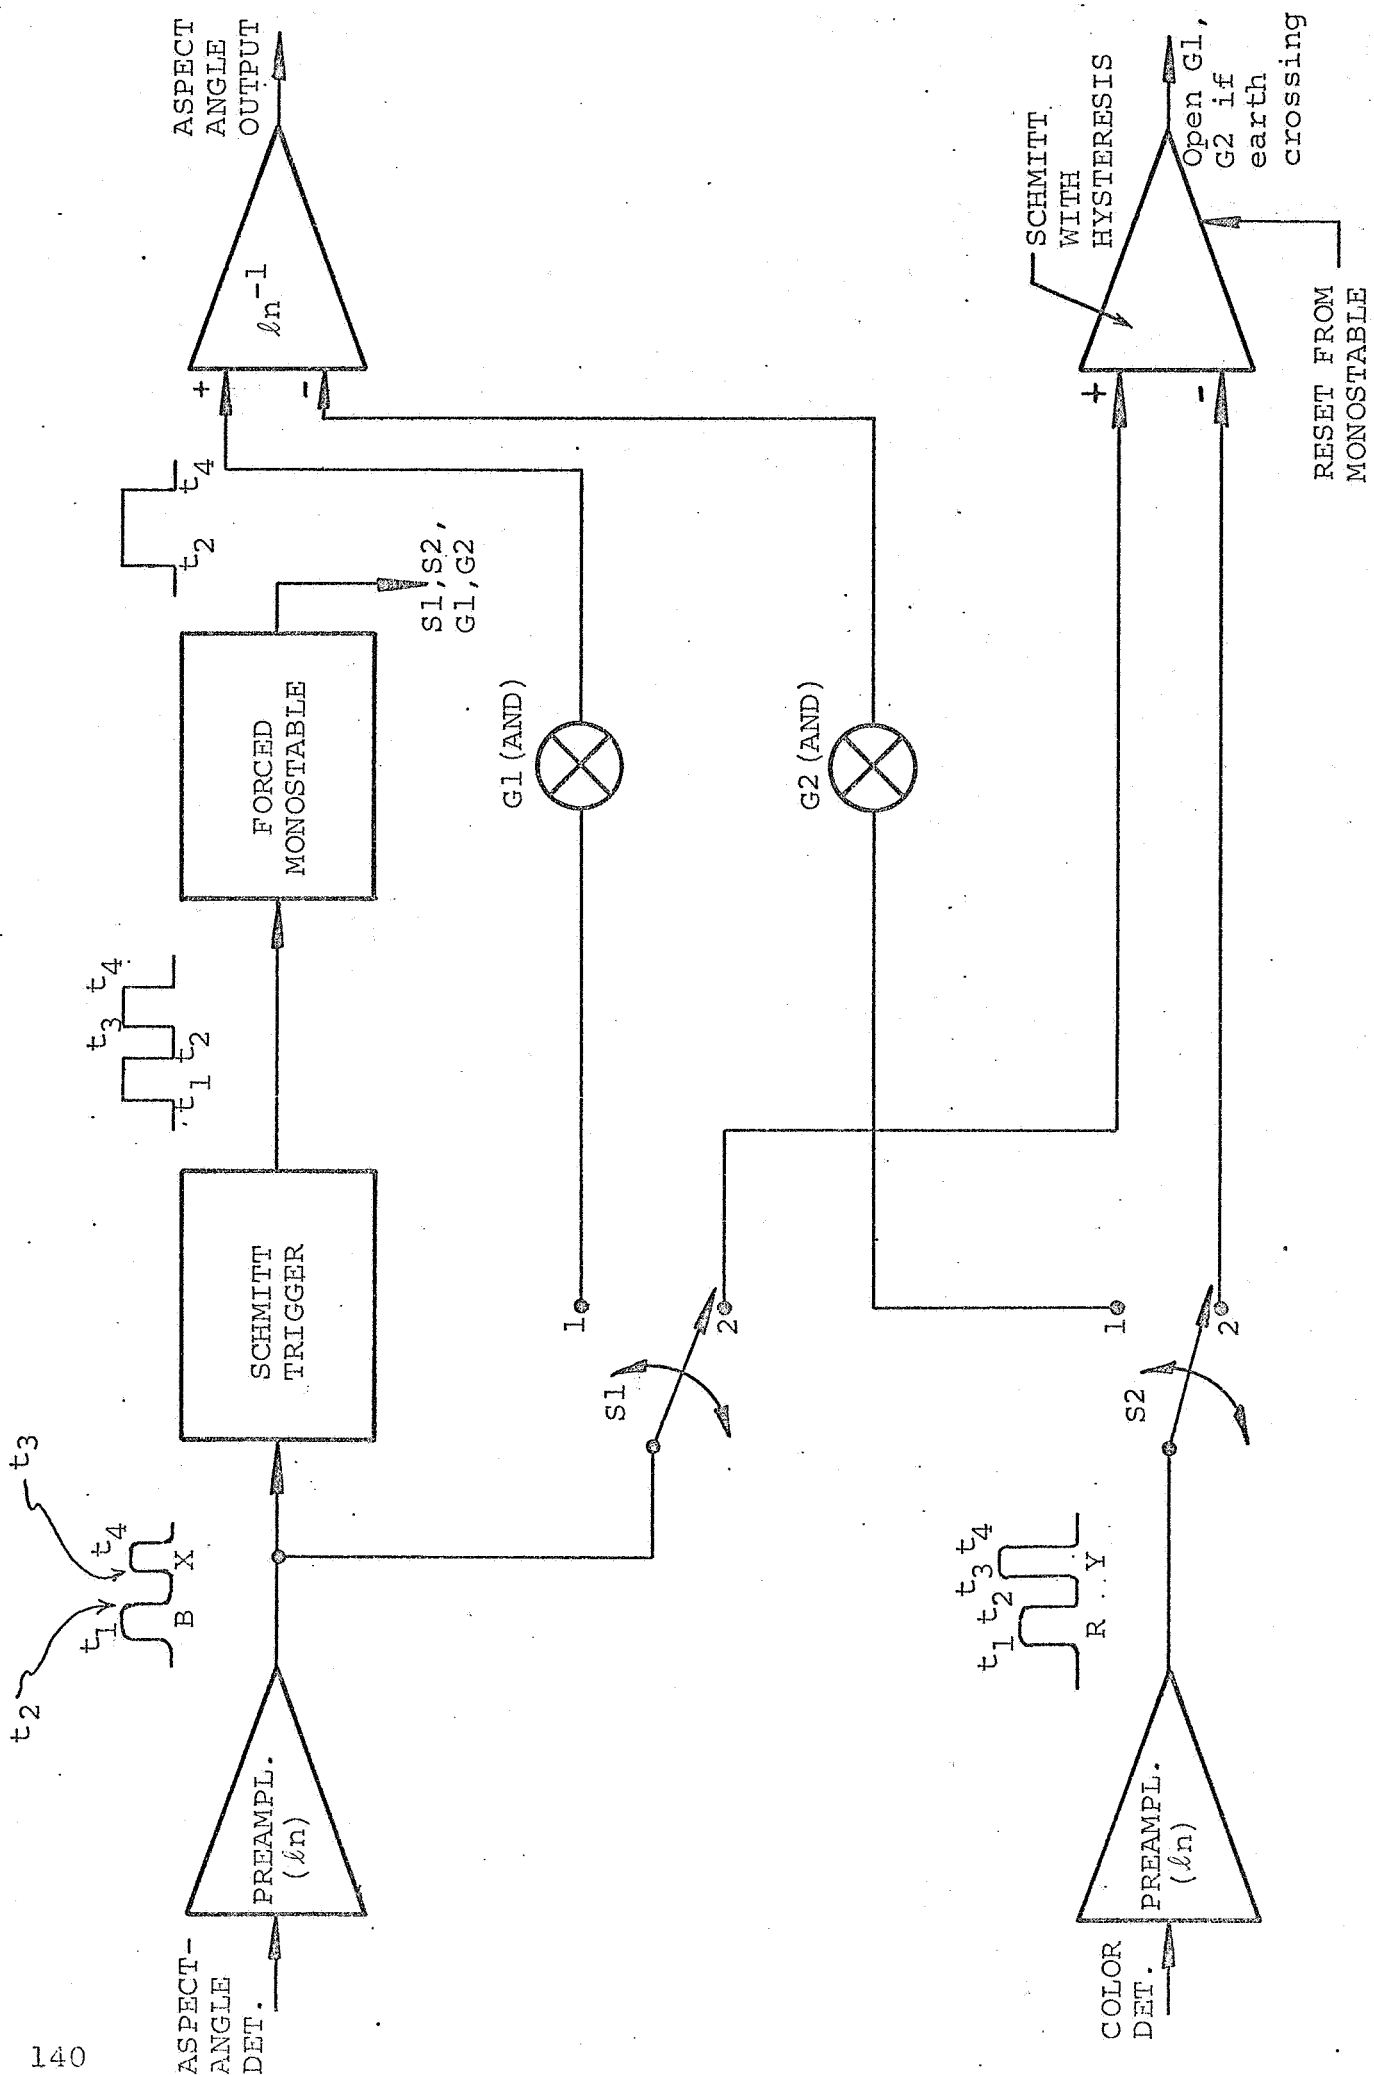 140
ASPECT-
ANGLE
DET.
PREAMPL.
(ℓn)
t2
t3
t1
t4
B
X
SCHMITT
TRIGGER
t1
t2
t3
t4
FORCED
MONOSTABLE
t2
t4
S1,S2,
G1,G2
+
-
ℓn-1
ASPECT
ANGLE
OUTPUT
S1
1
2
G1(AND)
G2(AND)
COLOR
DET.
PREAMPL.
(ℓn)
t1
t2
t3
t4
R
Y
S2
1
2
+
-
SCHMITT
WITH
HYSTERESIS
Open G1,
G2 if
earth
crossing
RESET FROM
MONOSTABLE